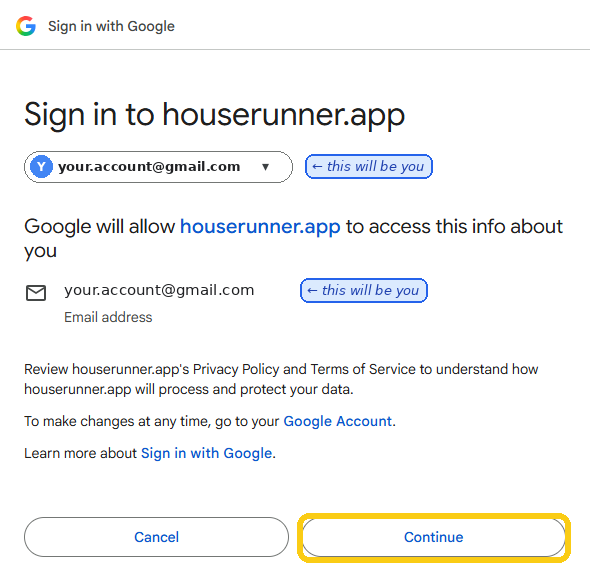 Sign in with Google
Sign in to houserunner.app
Y your.account@gmail.com ▼ ← this will be you
Google will allow houserunner.app to access this info about
you
your.account@gmail.com ← this will be you
Email address
Review houserunner.app's Privacy Policy and Terms of Service to understand how
houserunner.app will process and protect your data.
To make changes at any time, go to your Google Account.
Learn more about Sign in with Google.
Cancel Continue